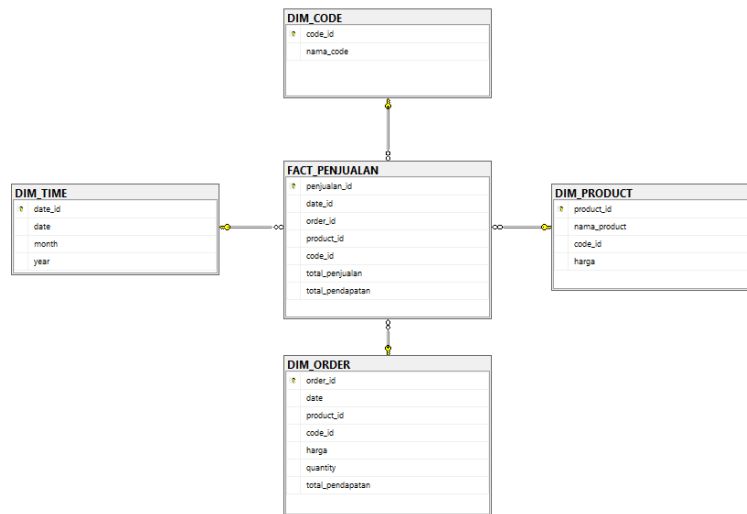 DIM_CODE
code_id
nama_code
FACT_PENJUALAN
penjualan_id
date_id
order_id
product_id
code_id
total_penjualan
total_pendapatan
DIM_TIME
date_id
date
month
year
DIM_PRODUCT
product_id
nama_product
code_id
harga
DIM_ORDER
order_id
date
product_id
code_id
harga
quantity
total_pendapatan